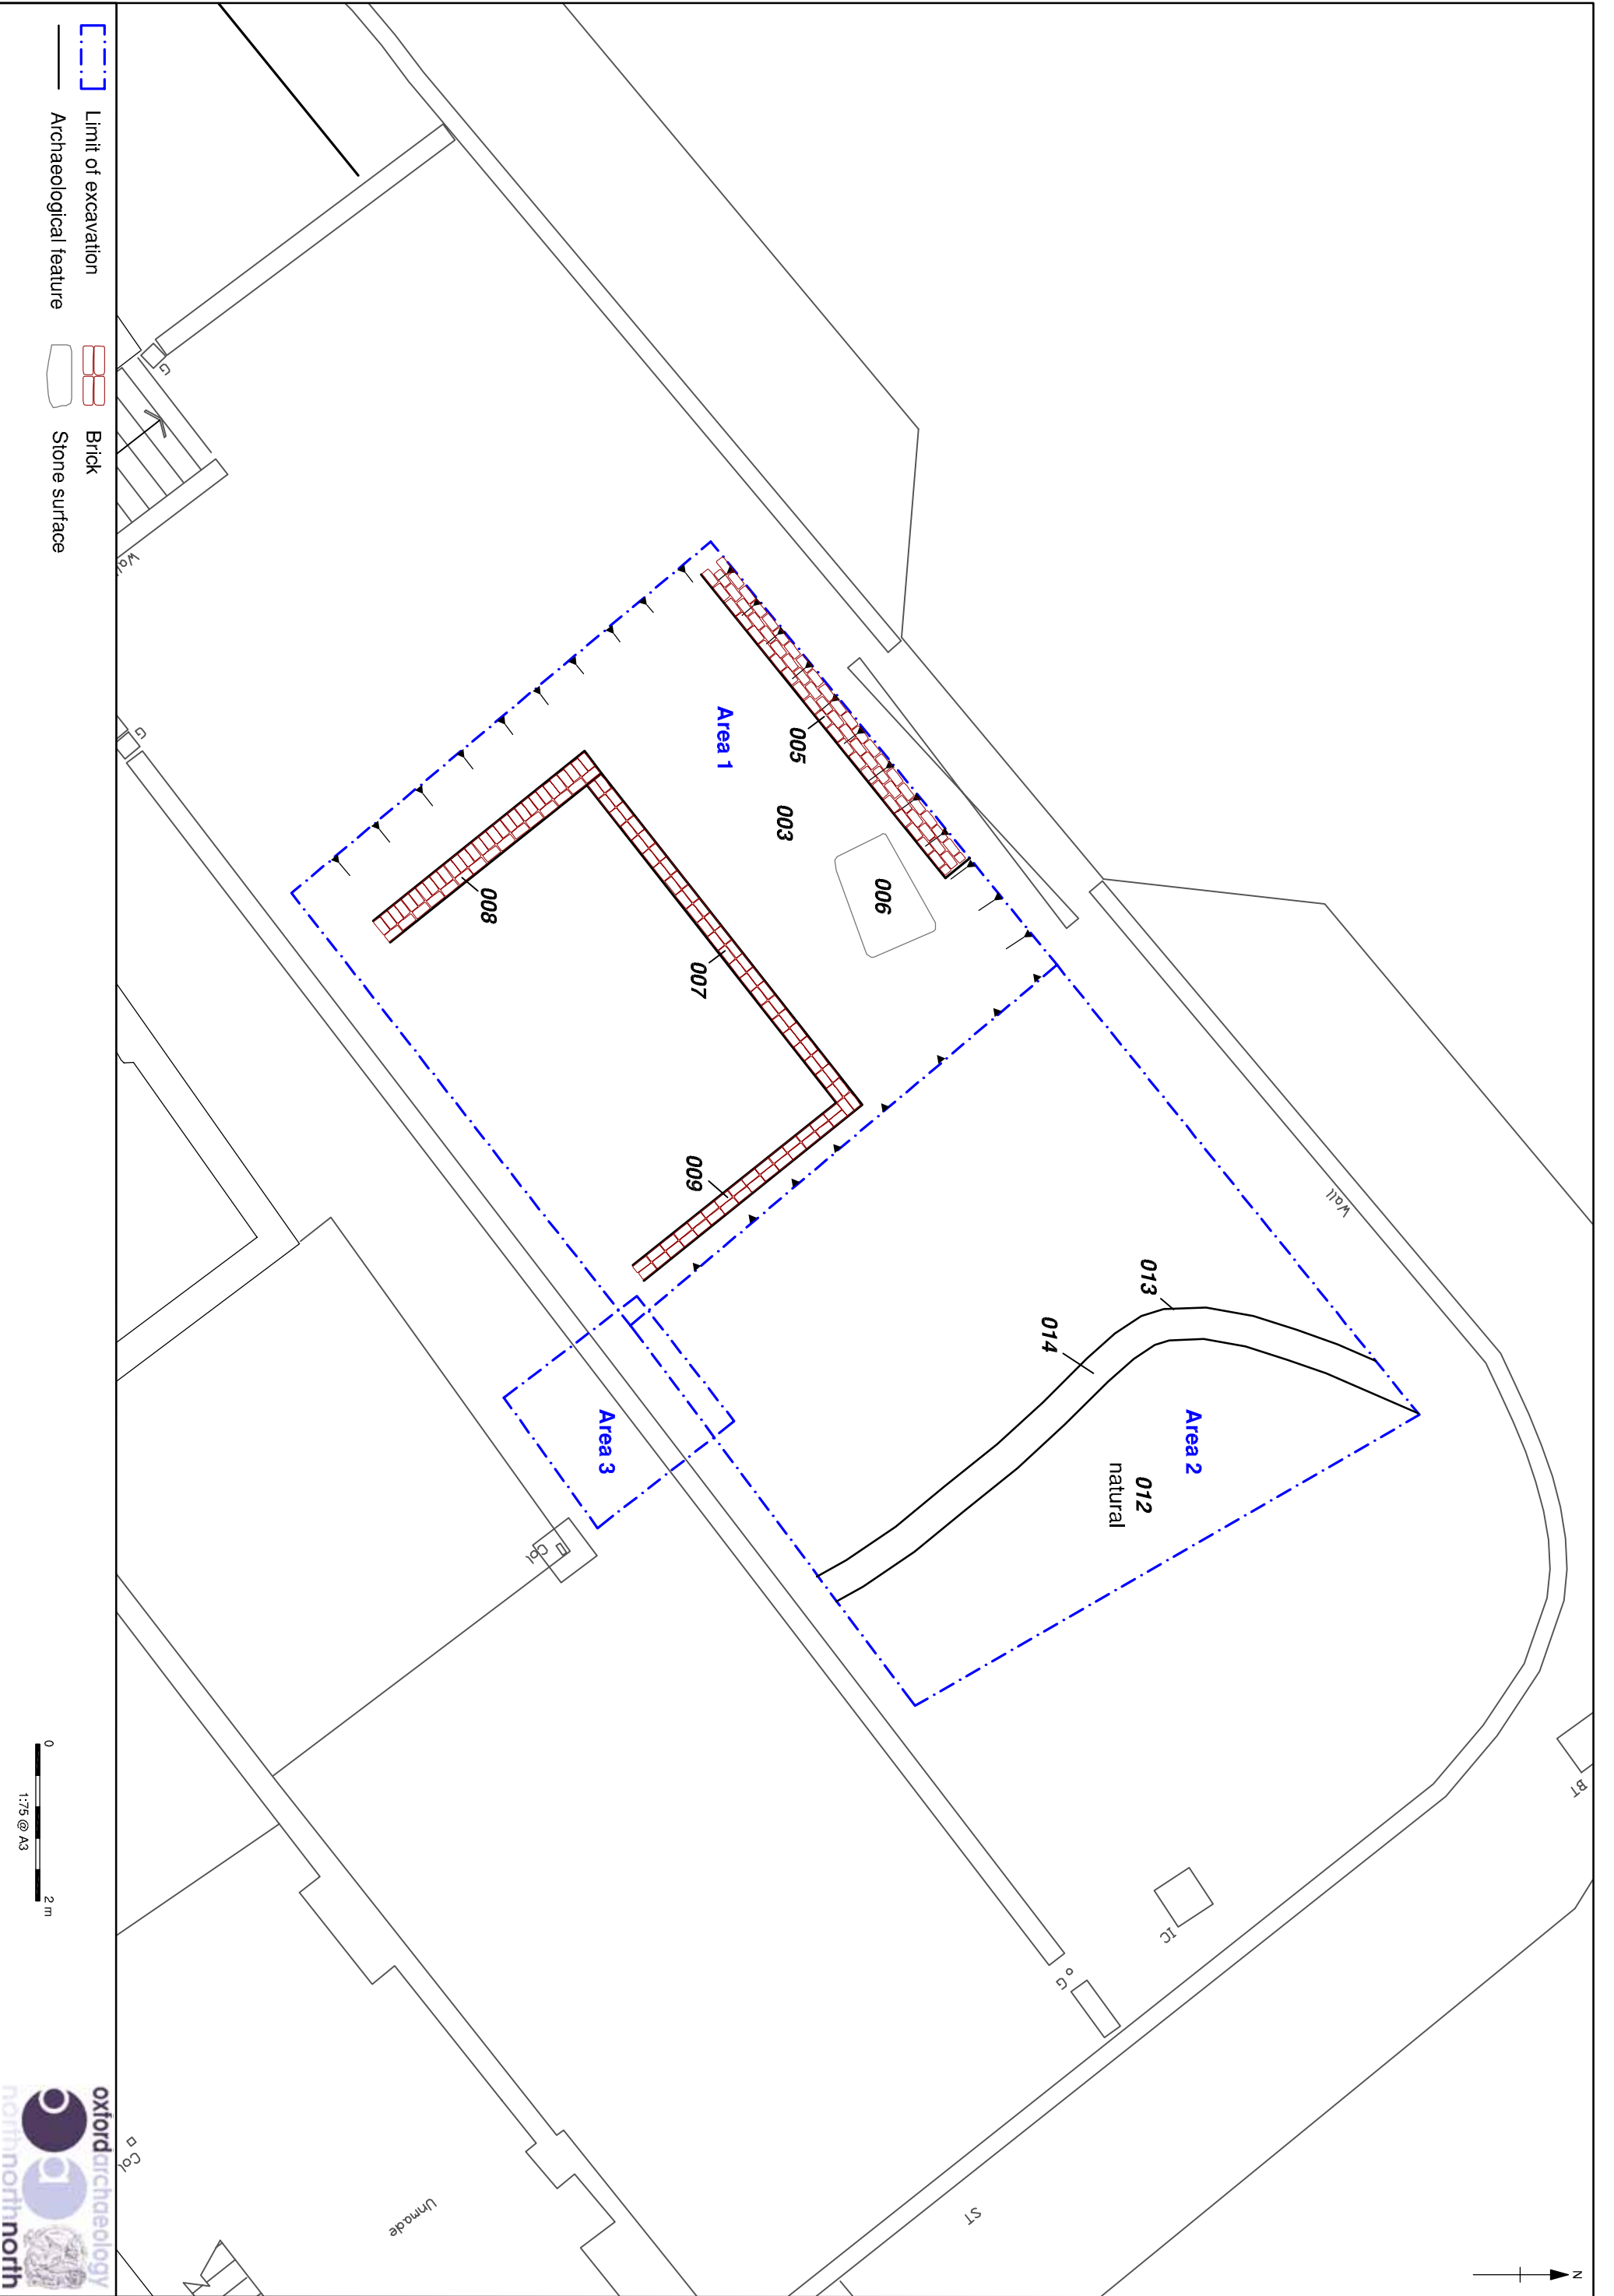 N
BT
Wall
IC
G
ST
Area 2
012
natural
013
014
005
Area 1
003
006
007
008
009
Area 3
Col
G
G
Wall
Unmade
Col
Limit of excavation
Archaeological feature
Brick
Stone surface
0
2 m
1:75 @ A3
oxfordarchaeology
northnorthnorth